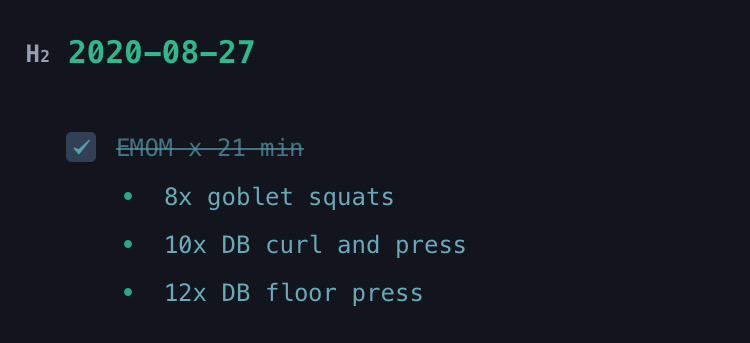 H2 2020-08-27
EMOM x 21 min
8x goblet squats
10x DB curl and press
12x DB floor press